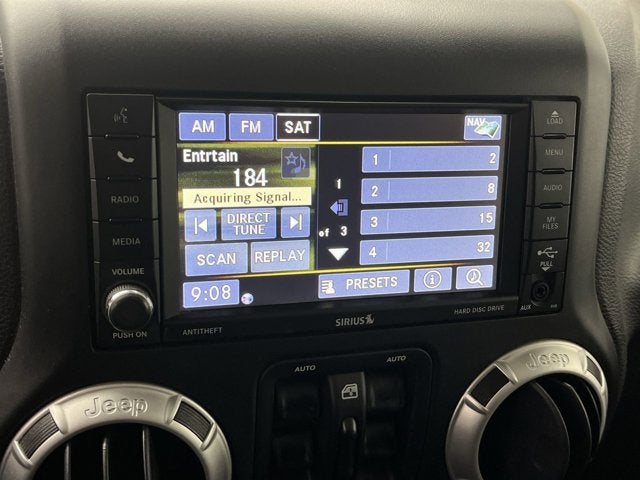 LOAD
AM FM SAT NAV
MENU
Entrtain
184
1 2
Acquiring Signal...
RADIO
1
2 8
AUDIO
DIRECT TUNE
3 15
MY FILES
MEDIA
of 3
SCAN REPLAY
4 32
PULL
VOLUME
9:08
PRESETS
AUX
PUSH ON
ANTITHEFT
SIRIUS
HARD DISC DRIVE
AUTO
AUTO
Jeep
Jeep